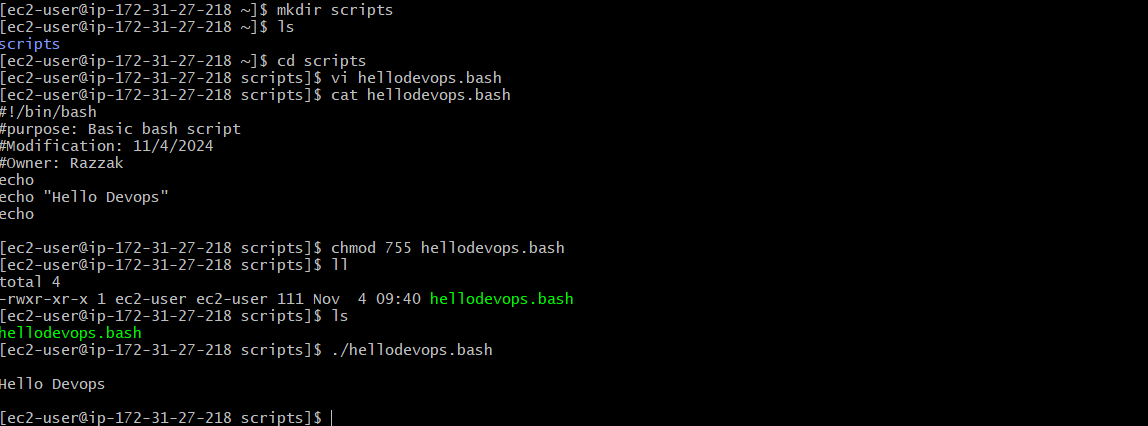 [ec2-user@ip-172-31-27-218 ~]$ mkdir scripts
[ec2-user@ip-172-31-27-218 ~]$ ls
scripts
[ec2-user@ip-172-31-27-218 ~]$ cd scripts
[ec2-user@ip-172-31-27-218 scripts]$ vi hellodevops.bash
[ec2-user@ip-172-31-27-218 scripts]$ cat hellodevops.bash
#!/bin/bash
#purpose: Basic bash script
#Modification: 11/4/2024
#Owner: Razzak
echo
echo "Hello Devops"
echo
[ec2-user@ip-172-31-27-218 scripts]$ chmod 755 hellodevops.bash
[ec2-user@ip-172-31-27-218 scripts]$ ll
total 4
-rwxr-xr-x 1 ec2-user ec2-user 111 Nov  4 09:40 hellodevops.bash
[ec2-user@ip-172-31-27-218 scripts]$ ls
hellodevops.bash
[ec2-user@ip-172-31-27-218 scripts]$ ./hellodevops.bash
Hello Devops
[ec2-user@ip-172-31-27-218 scripts]$